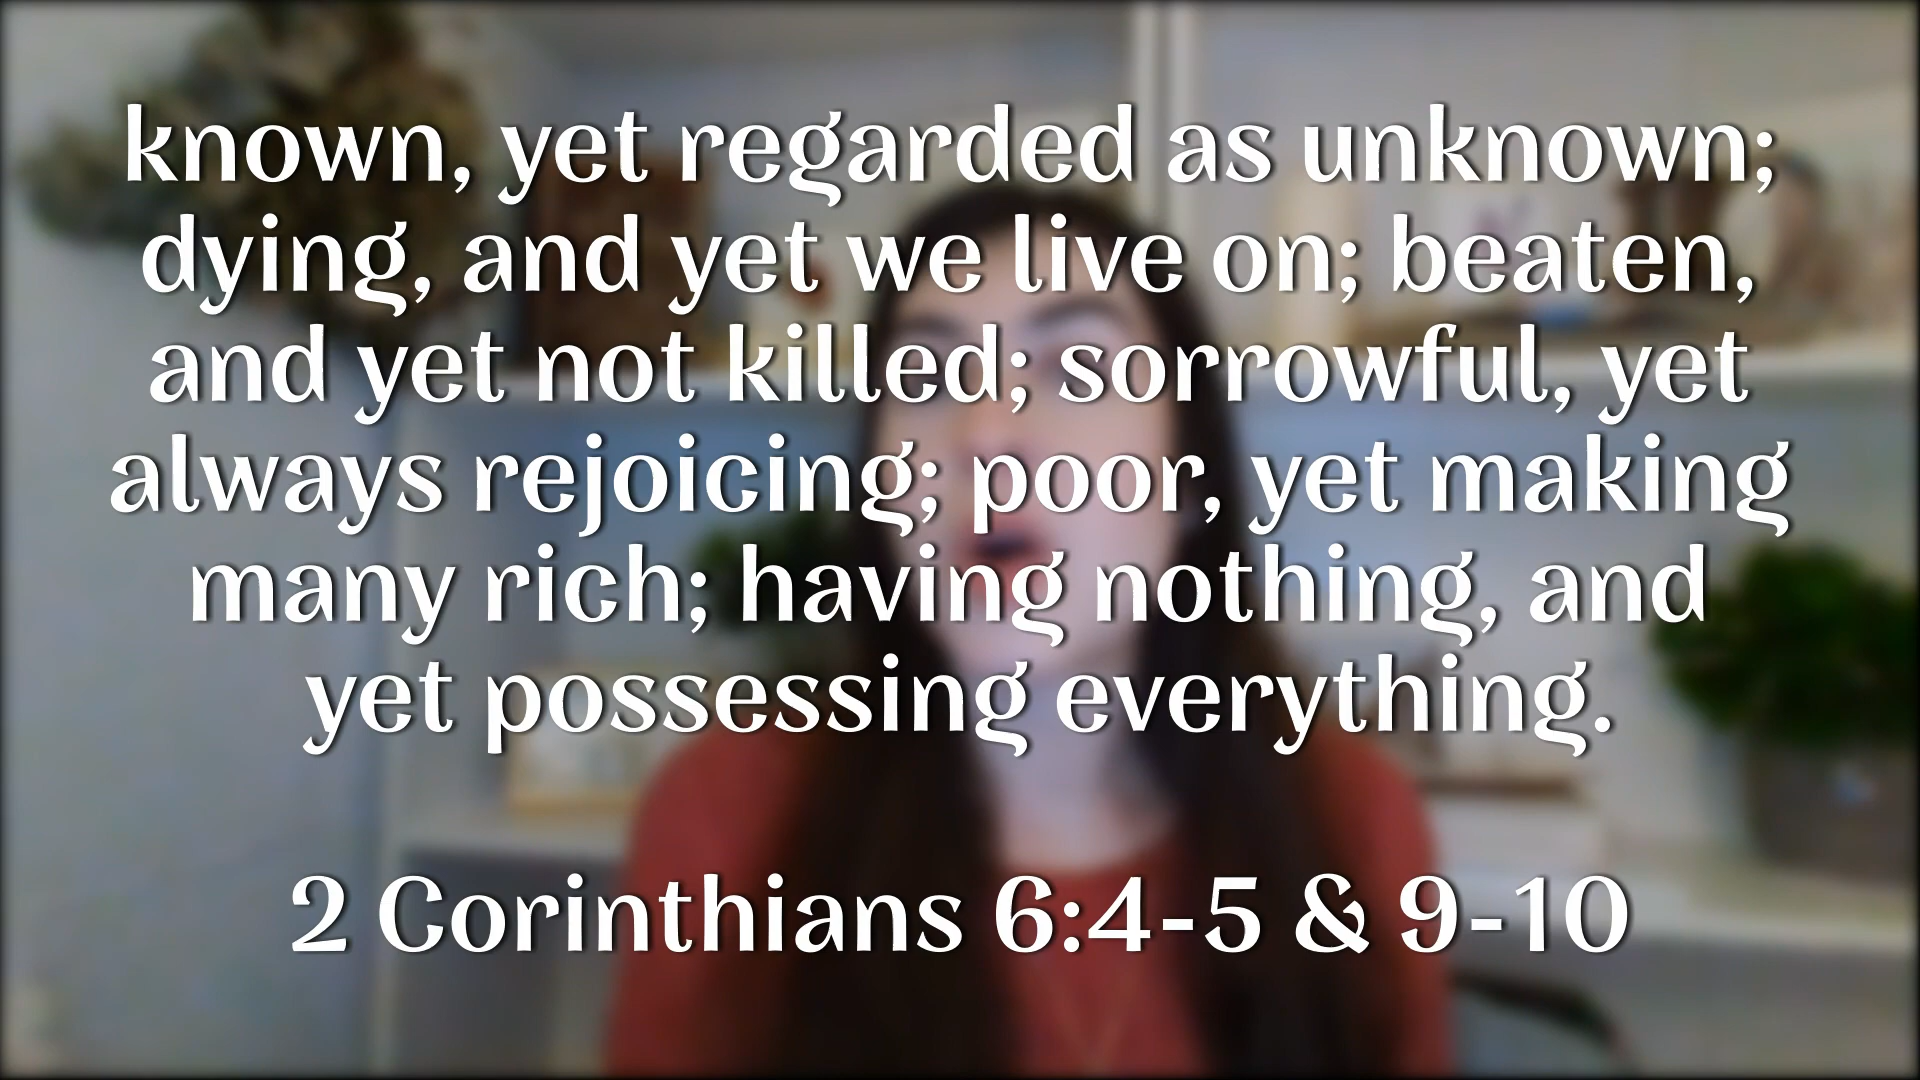 known, yet regarded as unknown;
dying, and yet we live on; beaten,
and yet not killed; sorrowful, yet
always rejoicing; poor, yet making
many rich; having nothing, and
yet possessing everything.
2 Corinthians 6:4-5 & 9-10